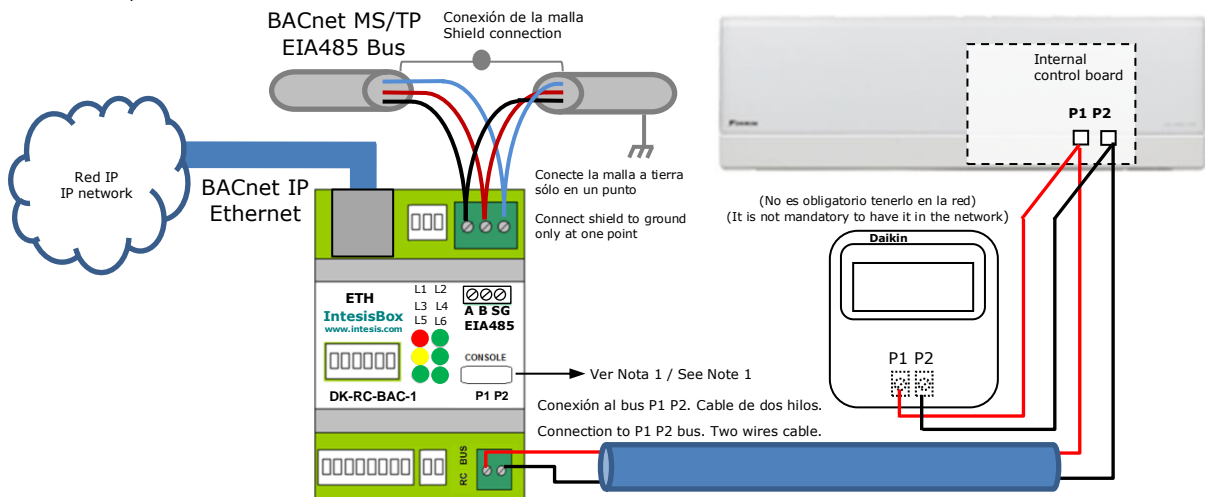 BACnet MS/TP
EIA485 Bus
Conexión de la malla
Shield connection
Internal
control board
P1 P2
DAIKIN
Red IP
IP network
BACnet IP
Ethernet
Conecte la malla a tierra
sólo en un punto
Connect shield to ground
only at one point
(No es obligatorio tenerlo en la red)
(It is not mandatory to have it in the network)
Daikin
P1 P2
ETH
IntesisBox
www.intesis.com
L1 L2
L3 L4
L5 L6
A B SG
EIA485
CONSOLE
DK-RC-BAC-1
P1 P2
Ver Nota 1 / See Note 1
Conexión al bus P1 P2. Cable de dos hilos.
Connection to P1 P2 bus. Two wires cable.
RC BUS